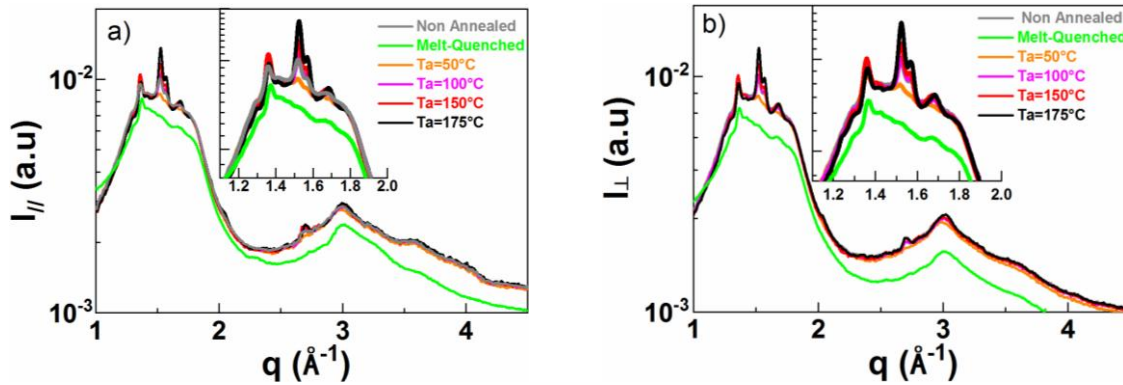 a)
Non Annealed
Melt-Quenched
Ta=50°C
Ta=100°C
Ta=150°C
Ta=175°C
10⁻²
10⁻³
I// (a.u)
1.2 1.4 1.6 1.8 2.0
1 2 3 4
q (Å⁻¹)
b)
Non Annealed
Melt-Quenched
Ta=50°C
Ta=100°C
Ta=150°C
Ta=175°C
10⁻²
10⁻³
I⊥ (a.u)
1.2 1.4 1.6 1.8 2.0
1 2 3 4
q (Å⁻¹)